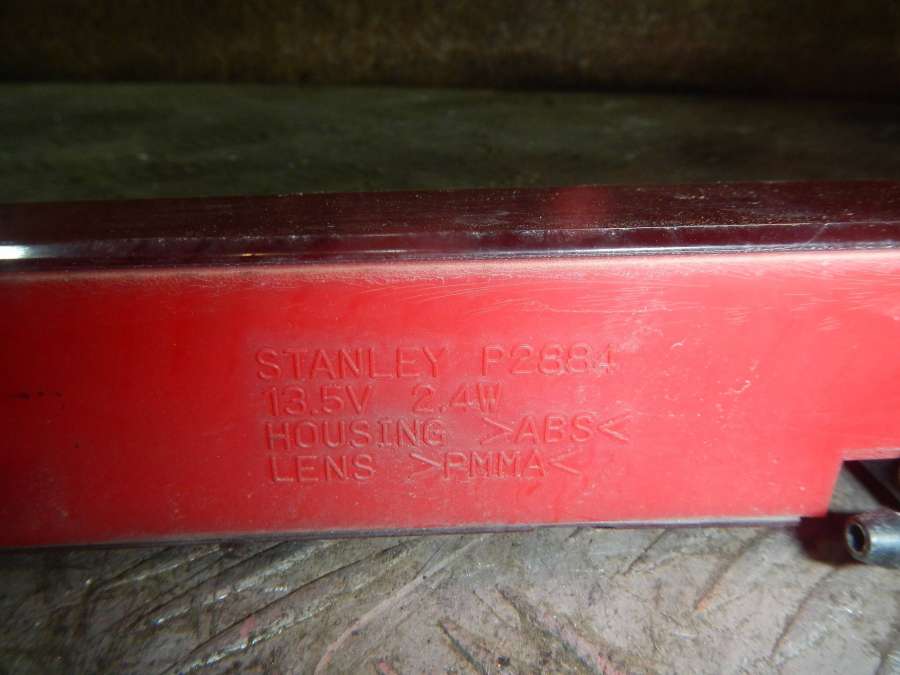 STANLEY P2884
13.5V 2.4W
HOUSING >ABS<
LENS >PMMA<